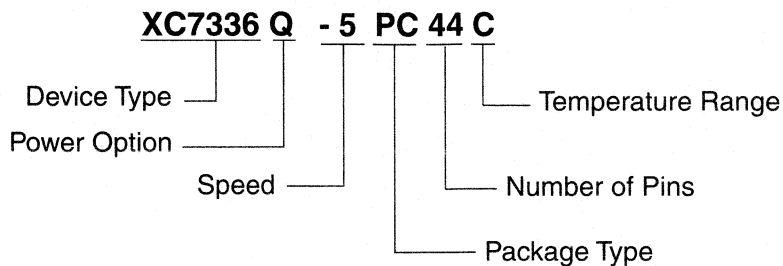 XC7336 Q - 5 PC 44 C
Device Type
Temperature Range
Power Option
Speed
Number of Pins
Package Type